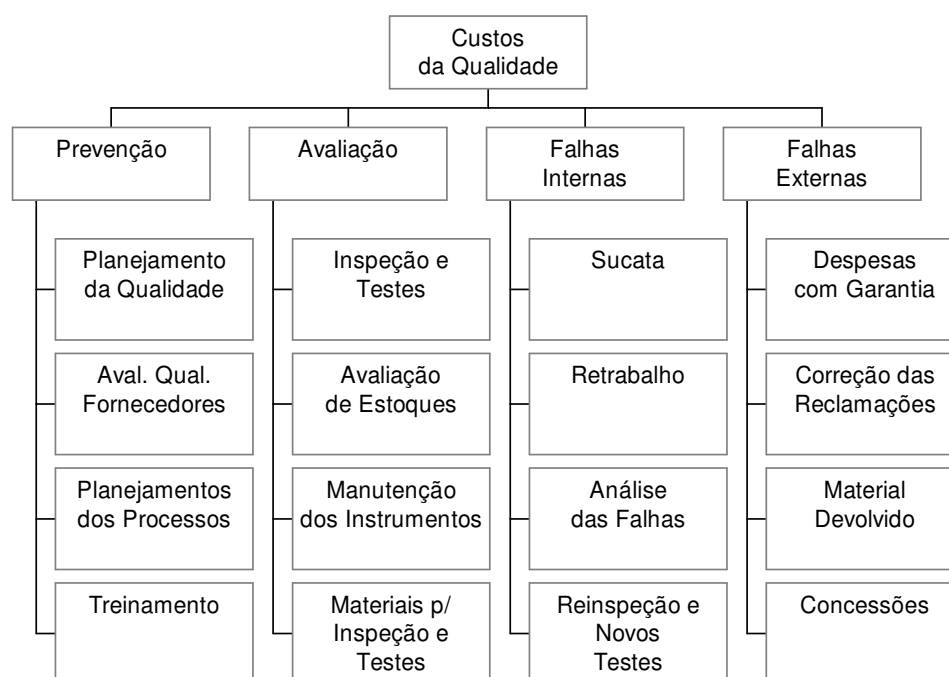 Custos
da Qualidade
Prevenção
Avaliação
Falhas
Internas
Falhas
Externas
Planejamento
da Qualidade
Inspeção e
Testes
Sucata
Despesas
com Garantia
Aval. Qual.
Fornecedores
Avaliação
de Estoques
Retrabalho
Correção das
Reclamações
Planejamentos
dos Processos
Manutenção
dos Instrumentos
Análise
das Falhas
Material
Devolvido
Treinamento
Materiais p/
Inspeção e
Testes
Reinspeção e
Novos
Testes
Concessões